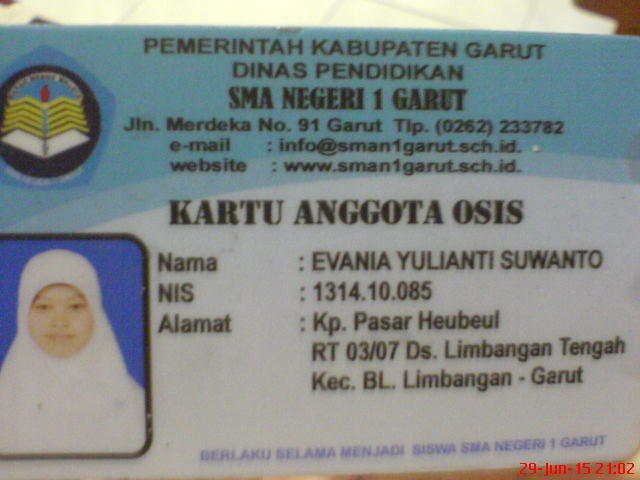 PEMERINTAH KABUPATEN GARUT
DINAS PENDIDIKAN
SMA NEGERI 1 GARUT
Jln. Merdeka No. 91 Garut Tlp. (0262) 233782
e-mail : info@sman1garut.sch.id.
website : www.sman1garut.sch.id.
KARTU ANGGOTA OSIS
Nama : EVANIA YULIANTI SUWANTO
NIS : 1314.10.085
Alamat : Kp. Pasar Heubeul
RT 03/07 Ds. Limbangan Tengah
Kec. BL. Limbangan - Garut
BERLAKU SELAMA MENJADI SISWA SMA NEGERI 1 GARUT
29-Jun-15 21:02